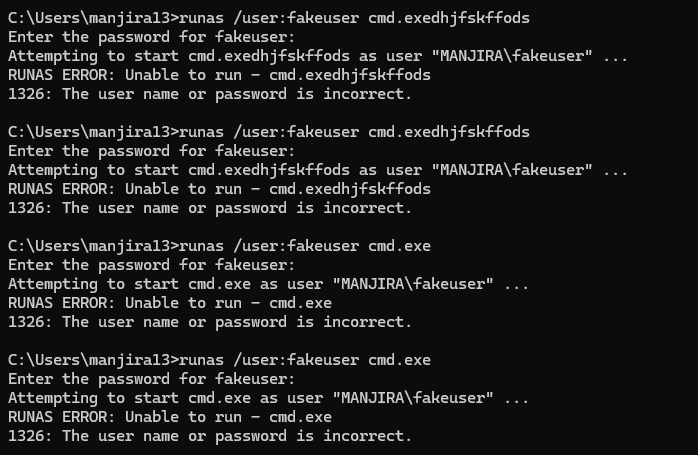 C:\Users\manjira13>runas /user:fakeuser cmd.exedhjfskffods
Enter the password for fakeuser:
Attempting to start cmd.exedhjfskffods as user "MANJIRA\fakeuser" ...
RUNAS ERROR: Unable to run - cmd.exedhjfskffods
1326: The user name or password is incorrect.
C:\Users\manjira13>runas /user:fakeuser cmd.exedhjfskffods
Enter the password for fakeuser:
Attempting to start cmd.exedhjfskffods as user "MANJIRA\fakeuser" ...
RUNAS ERROR: Unable to run - cmd.exedhjfskffods
1326: The user name or password is incorrect.
C:\Users\manjira13>runas /user:fakeuser cmd.exe
Enter the password for fakeuser:
Attempting to start cmd.exe as user "MANJIRA\fakeuser" ...
RUNAS ERROR: Unable to run - cmd.exe
1326: The user name or password is incorrect.
C:\Users\manjira13>runas /user:fakeuser cmd.exe
Enter the password for fakeuser:
Attempting to start cmd.exe as user "MANJIRA\fakeuser" ...
RUNAS ERROR: Unable to run - cmd.exe
1326: The user name or password is incorrect.